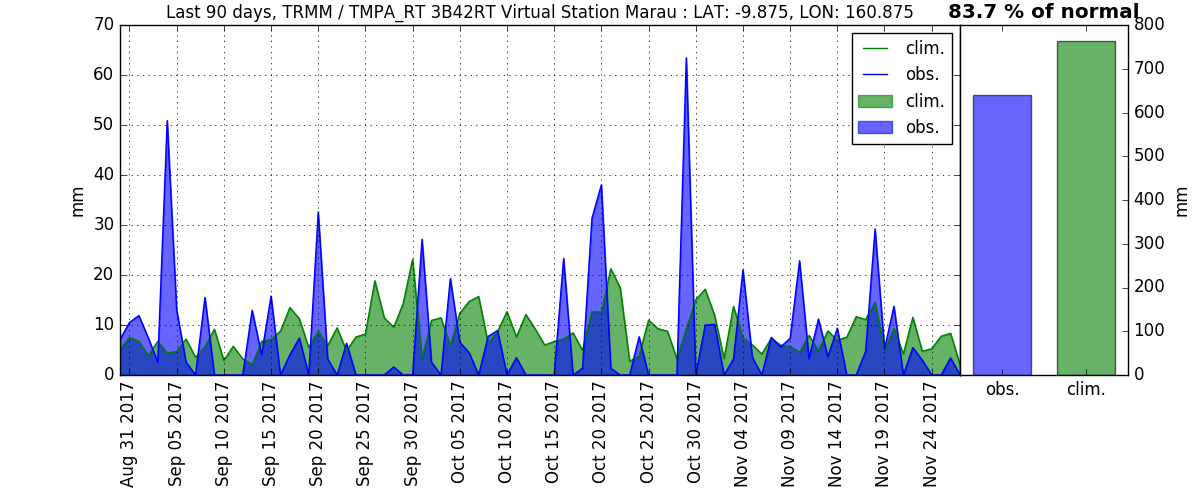 Last 90 days, TRMM / TMPA_RT 3B42RT Virtual Station Marau : LAT: -9.875, LON: 160.875
83.7 % of normal
mm
70
60
50
40
30
20
10
0
clim.
obs.
clim.
obs.
Aug 31 2017
Sep 05 2017
Sep 10 2017
Sep 15 2017
Sep 20 2017
Sep 25 2017
Sep 30 2017
Oct 05 2017
Oct 10 2017
Oct 15 2017
Oct 20 2017
Oct 25 2017
Oct 30 2017
Nov 04 2017
Nov 09 2017
Nov 14 2017
Nov 19 2017
Nov 24 2017
800
700
600
500
400
300
200
100
0
mm
obs.
clim.